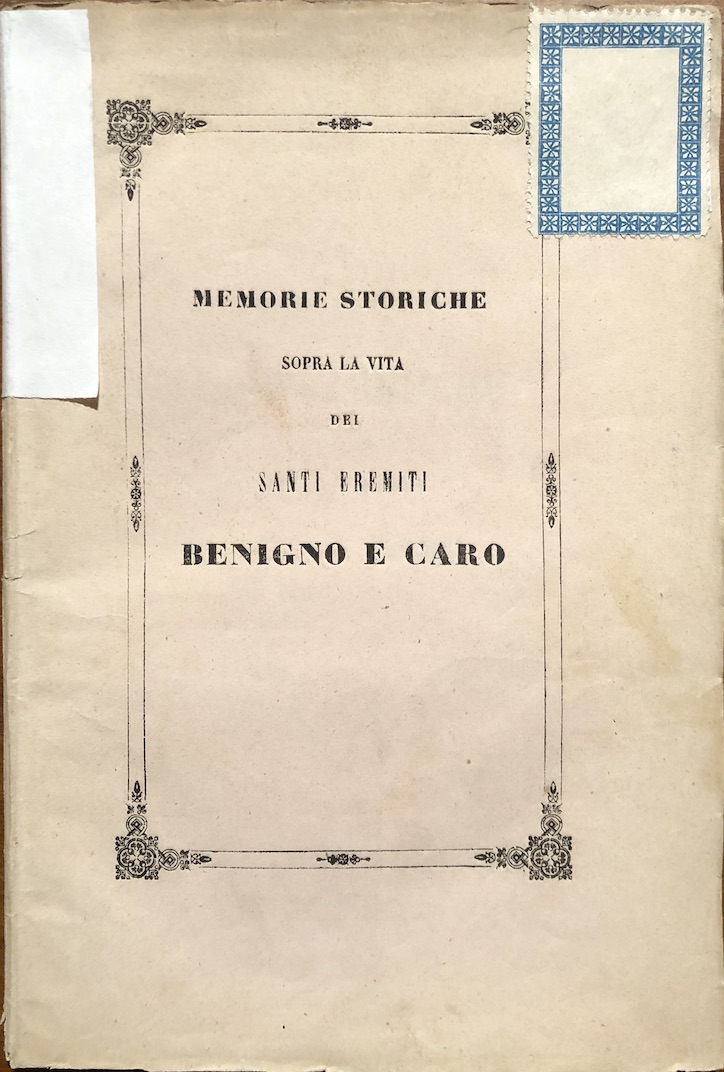 MEMORIE STORICHE
SOPRA LA VITA
DEI
SANTI EREMITI
BENIGNO E CARO